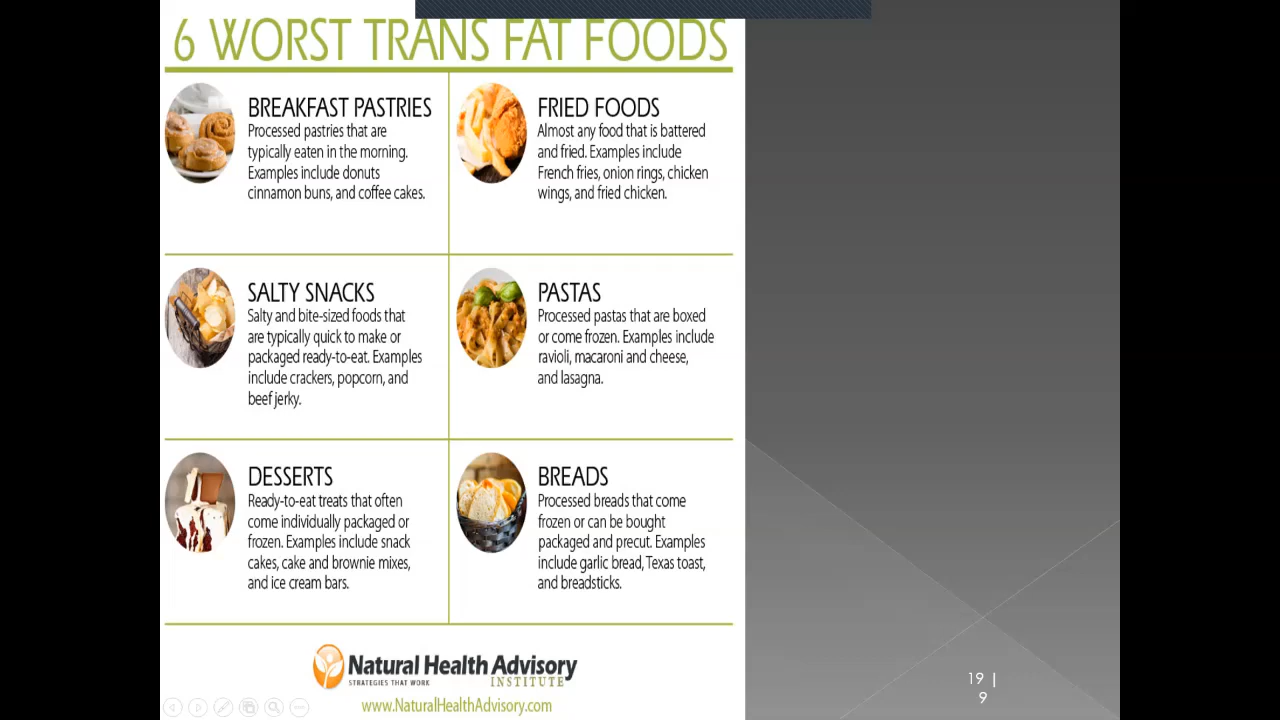 6 WORST TRANS FAT FOODS
BREAKFAST PASTRIES
Processed pastries that are
typically eaten in the morning.
Examples include donuts
cinnamon buns, and coffee cakes.
FRIED FOODS
Almost any food that is battered
and fried. Examples include
French fries, onion rings, chicken
wings, and fried chicken.
SALTY SNACKS
Salty and bite-sized foods that
are typically quick to make or
packaged ready-to-eat. Examples
include crackers, popcorn, and
beef jerky.
PASTAS
Processed pastas that are boxed
or come frozen. Examples include
ravioli, macaroni and cheese,
and lasagna.
DESSERTS
Ready-to-eat treats that often
come individually packaged or
frozen. Examples include snack
cakes, cake and brownie mixes,
and ice cream bars.
BREADS
Processed breads that come
frozen or can be bought
packaged and precut. Examples
include garlic bread, Texas toast,
and breadsticks.
Natural Health Advisory
STRATEGIES THAT WORK INSTITUTE
www.NaturalHealthAdvisory.com
19 |
9